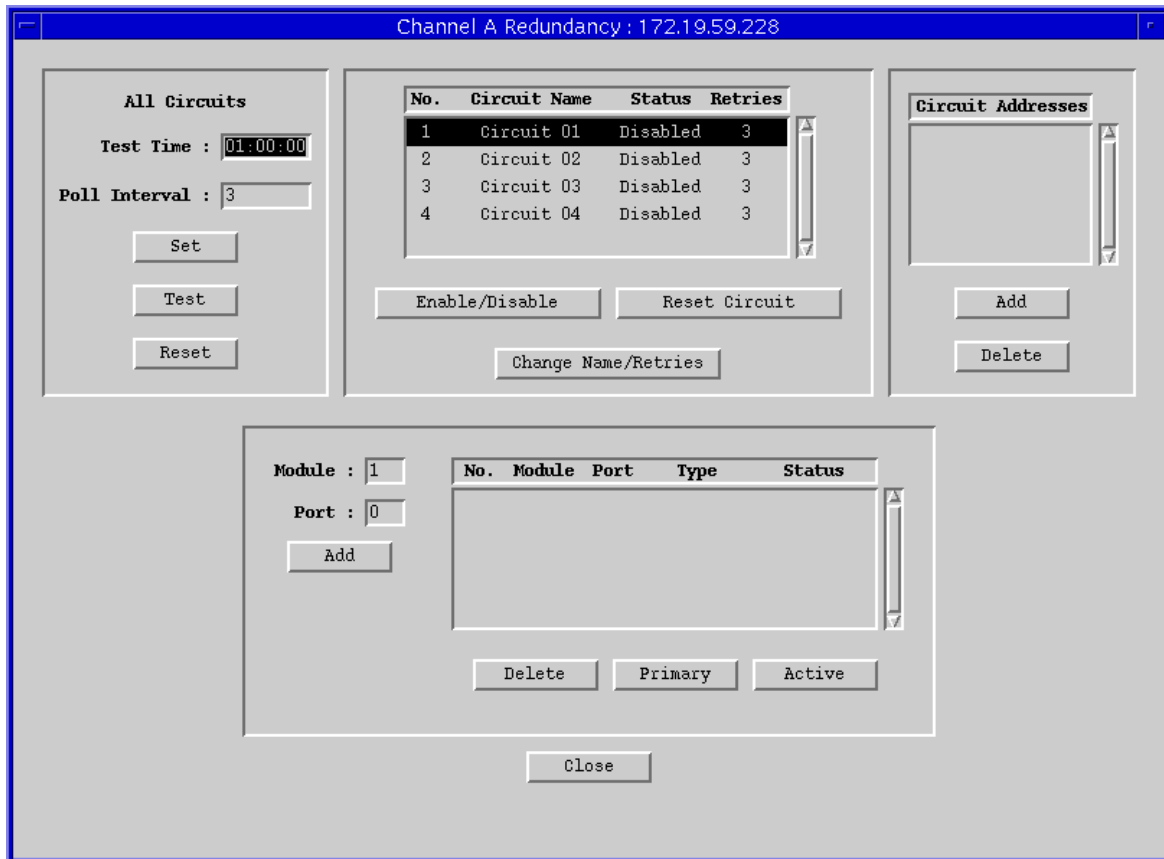 Channel A Redundancy : 172.19.59.228
All Circuits
Test Time : 01:00:00
Poll Interval : 3
Set
Test
Reset
No. Circuit Name Status Retries
1 Circuit 01 Disabled 3
2 Circuit 02 Disabled 3
3 Circuit 03 Disabled 3
4 Circuit 04 Disabled 3
Enable/Disable Reset Circuit
Change Name/Retries
Circuit Addresses
Add
Delete
Module : 1
Port : 0
Add
No. Module Port Type Status
Delete Primary Active
Close